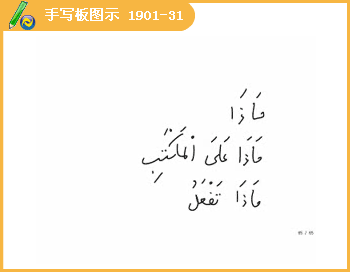 手写板图示 1901-31
مَاذَا
مَاذَا عَلَى الْمَكْتَبِ
مَاذَا تَفْعَلُ